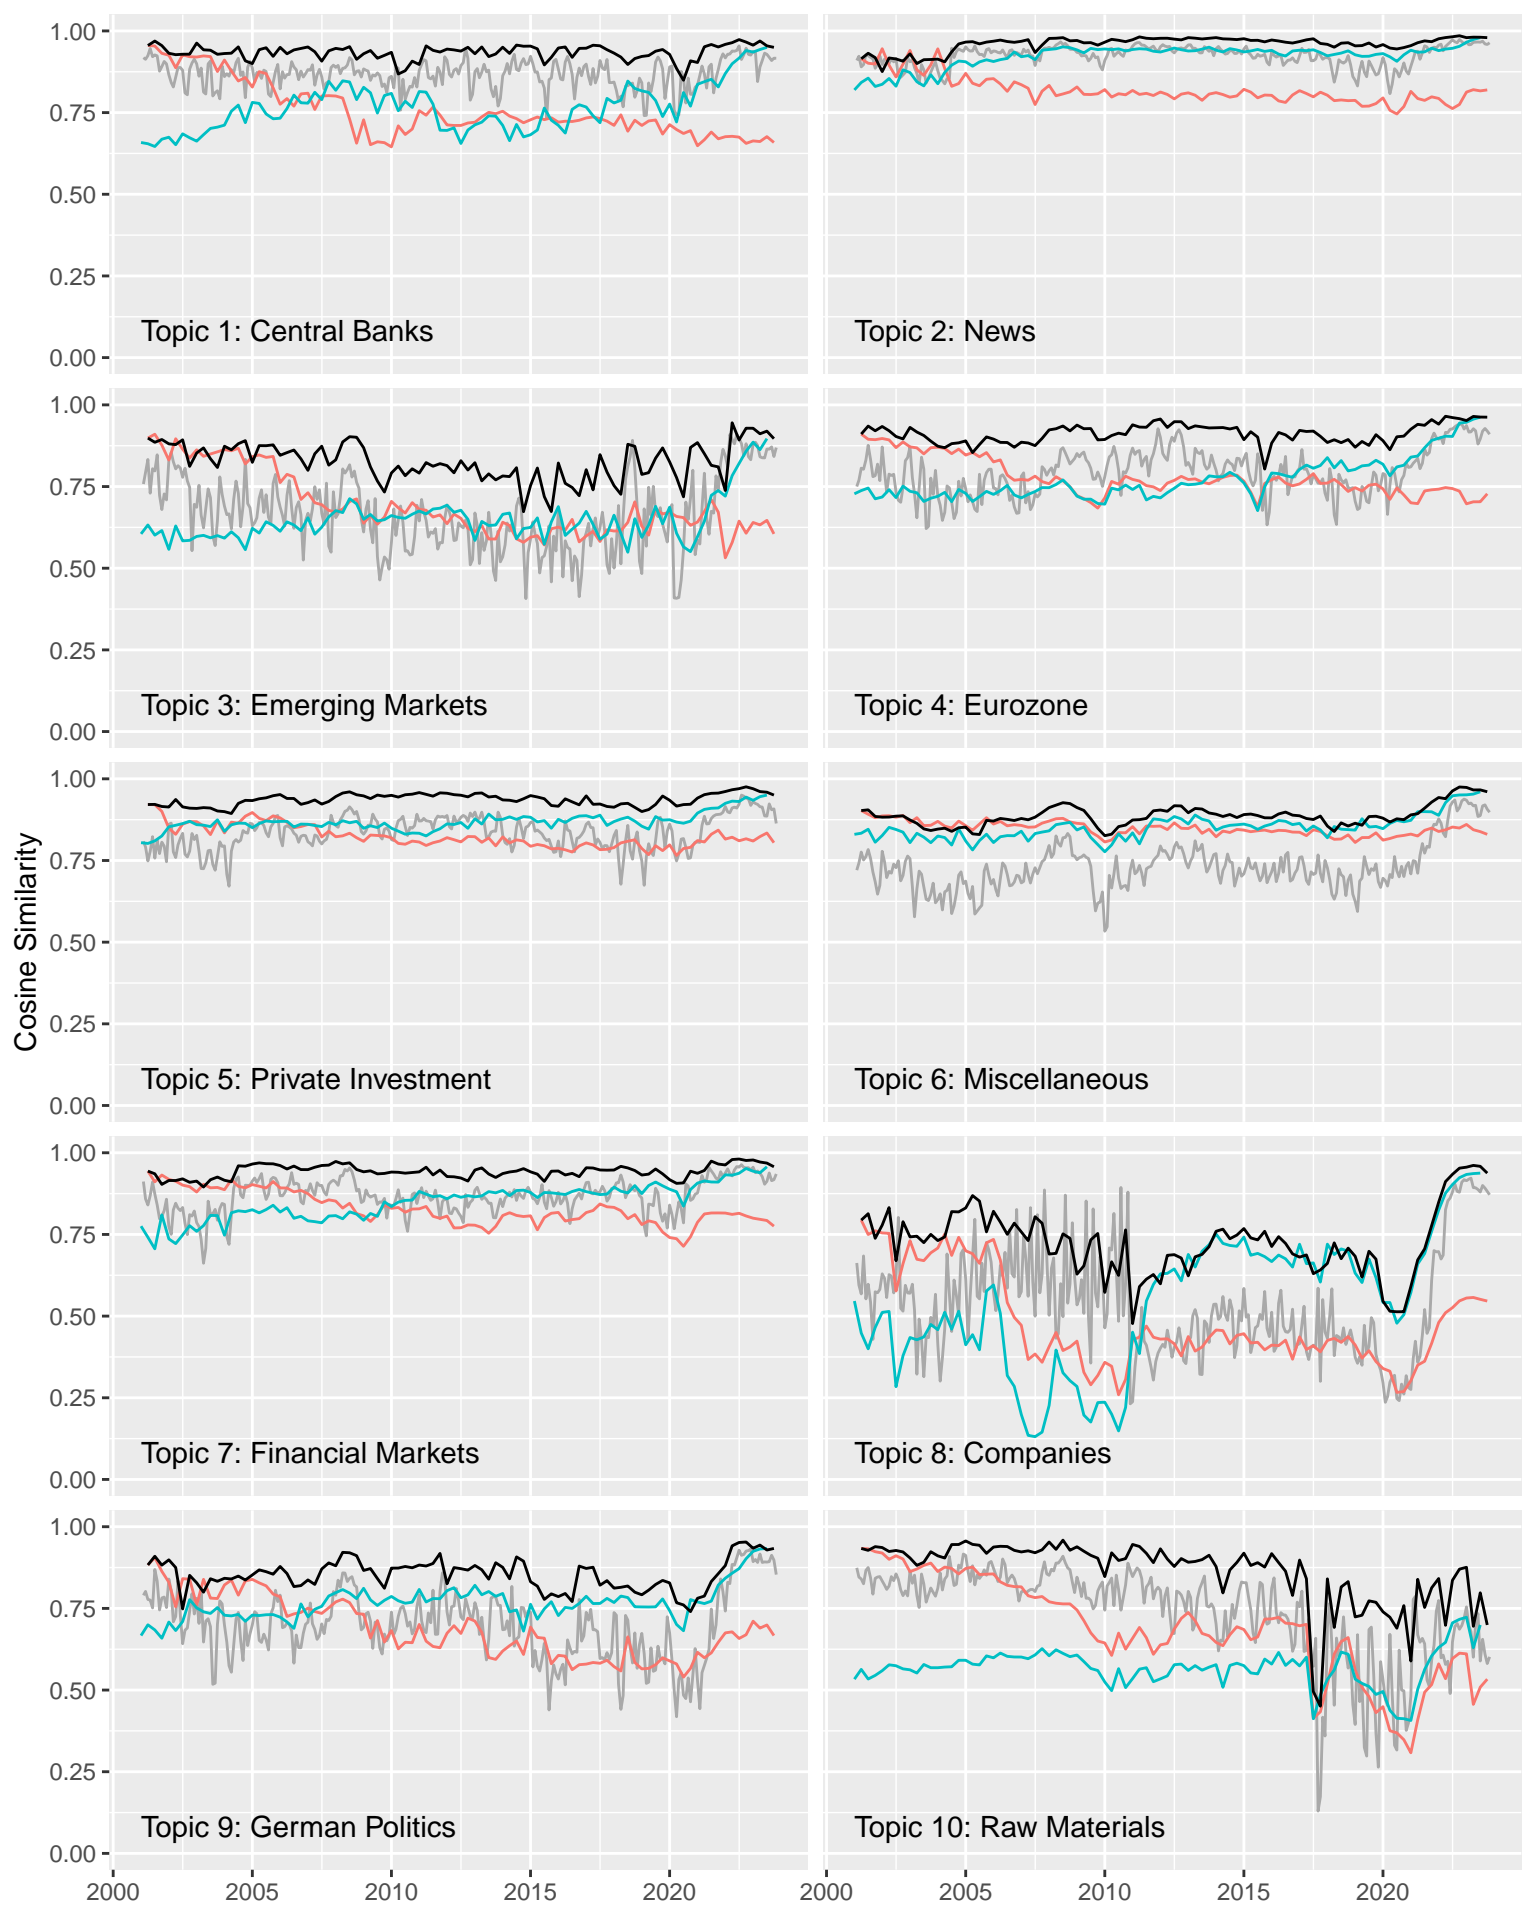 1.00
0.75
0.50
0.25
0.00
Topic 1: Central Banks
Topic 2: News
1.00
0.75
0.50
0.25
0.00
Topic 3: Emerging Markets
Topic 4: Eurozone
Cosine Similarity
1.00
0.75
0.50
0.25
0.00
Topic 5: Private Investment
Topic 6: Miscellaneous
1.00
0.75
0.50
0.25
0.00
Topic 7: Financial Markets
Topic 8: Companies
1.00
0.75
0.50
0.25
0.00
Topic 9: German Politics
Topic 10: Raw Materials
2000 2005 2010 2015 2020 2000 2005 2010 2015 2020